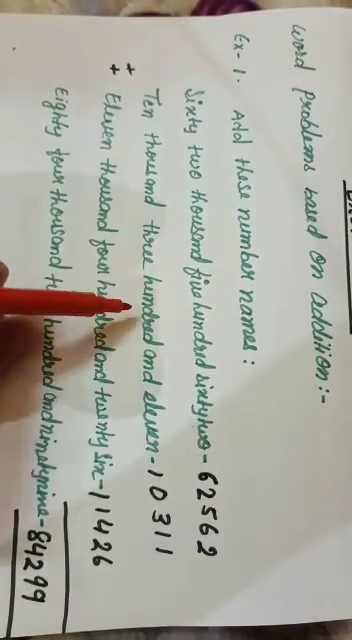 Word Problems based on addition:-
Ex-1. Add these number names:
Sixty two thousand five hundred sixty two - 62562
+ Ten thousand three hundred and eleven - 10311
+ Eleven thousand four hundred and twenty six - 11426
Eighty four thousand hundred and ninety nine - 84299